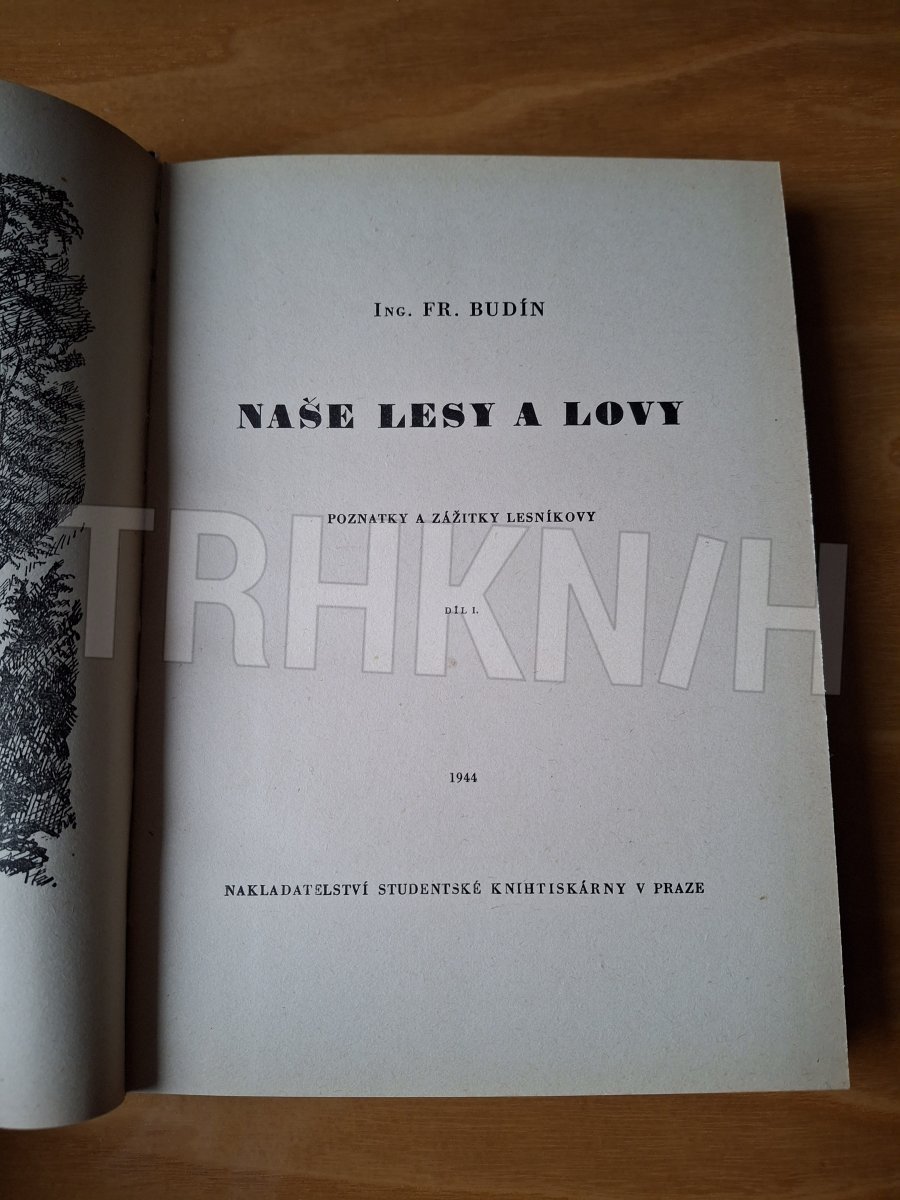 ING. FR. BUDÍN
NAŠE LESY A LOVY
POZNATKY A ZÁŽITKY LESNÍKOVY
TRHKNIH
DÍL I.
1944
NAKLADATELSTVÍ STUDENTSKÉ KNIHTISKÁRNY V PRAZE